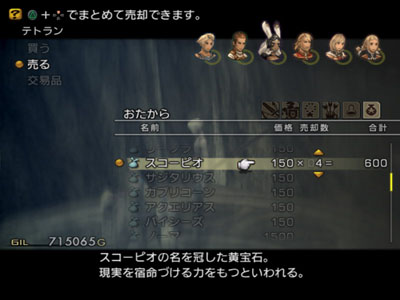 ?●+✥でまとめて売却できます。
テトラン
買う
売る
交易品
おたから
名前 価格 売却数 合計
150
スコーピオ 150×04= 600
サジタリウス 150
カプリコーン 150
アクエリアス 150
パイシーズ 150
1500
GIL 715065G
スコーピオの名を冠した黄宝石。
現実を宿命づける力をもつといわれる。